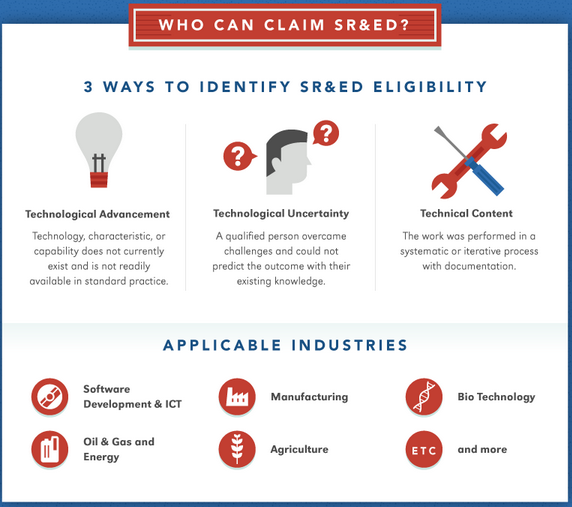 WHO CAN CLAIM SR&ED?
3 WAYS TO IDENTIFY SR&ED ELIGIBILITY
? ?
Technological Advancement
Technology, characteristic, or
capability does not currently
exist and is not readily
available in standard practice.
Technological Uncertainty
A qualified person overcame
challenges and could not
predict the outcome with their
existing knowledge.
Technical Content
The work was performed in a
systematic or iterative process
with documentation.
APPLICABLE INDUSTRIES
Software
Development & ICT
Manufacturing
Bio Technology
Oil & Gas and
Energy
Agriculture
ETC
and more